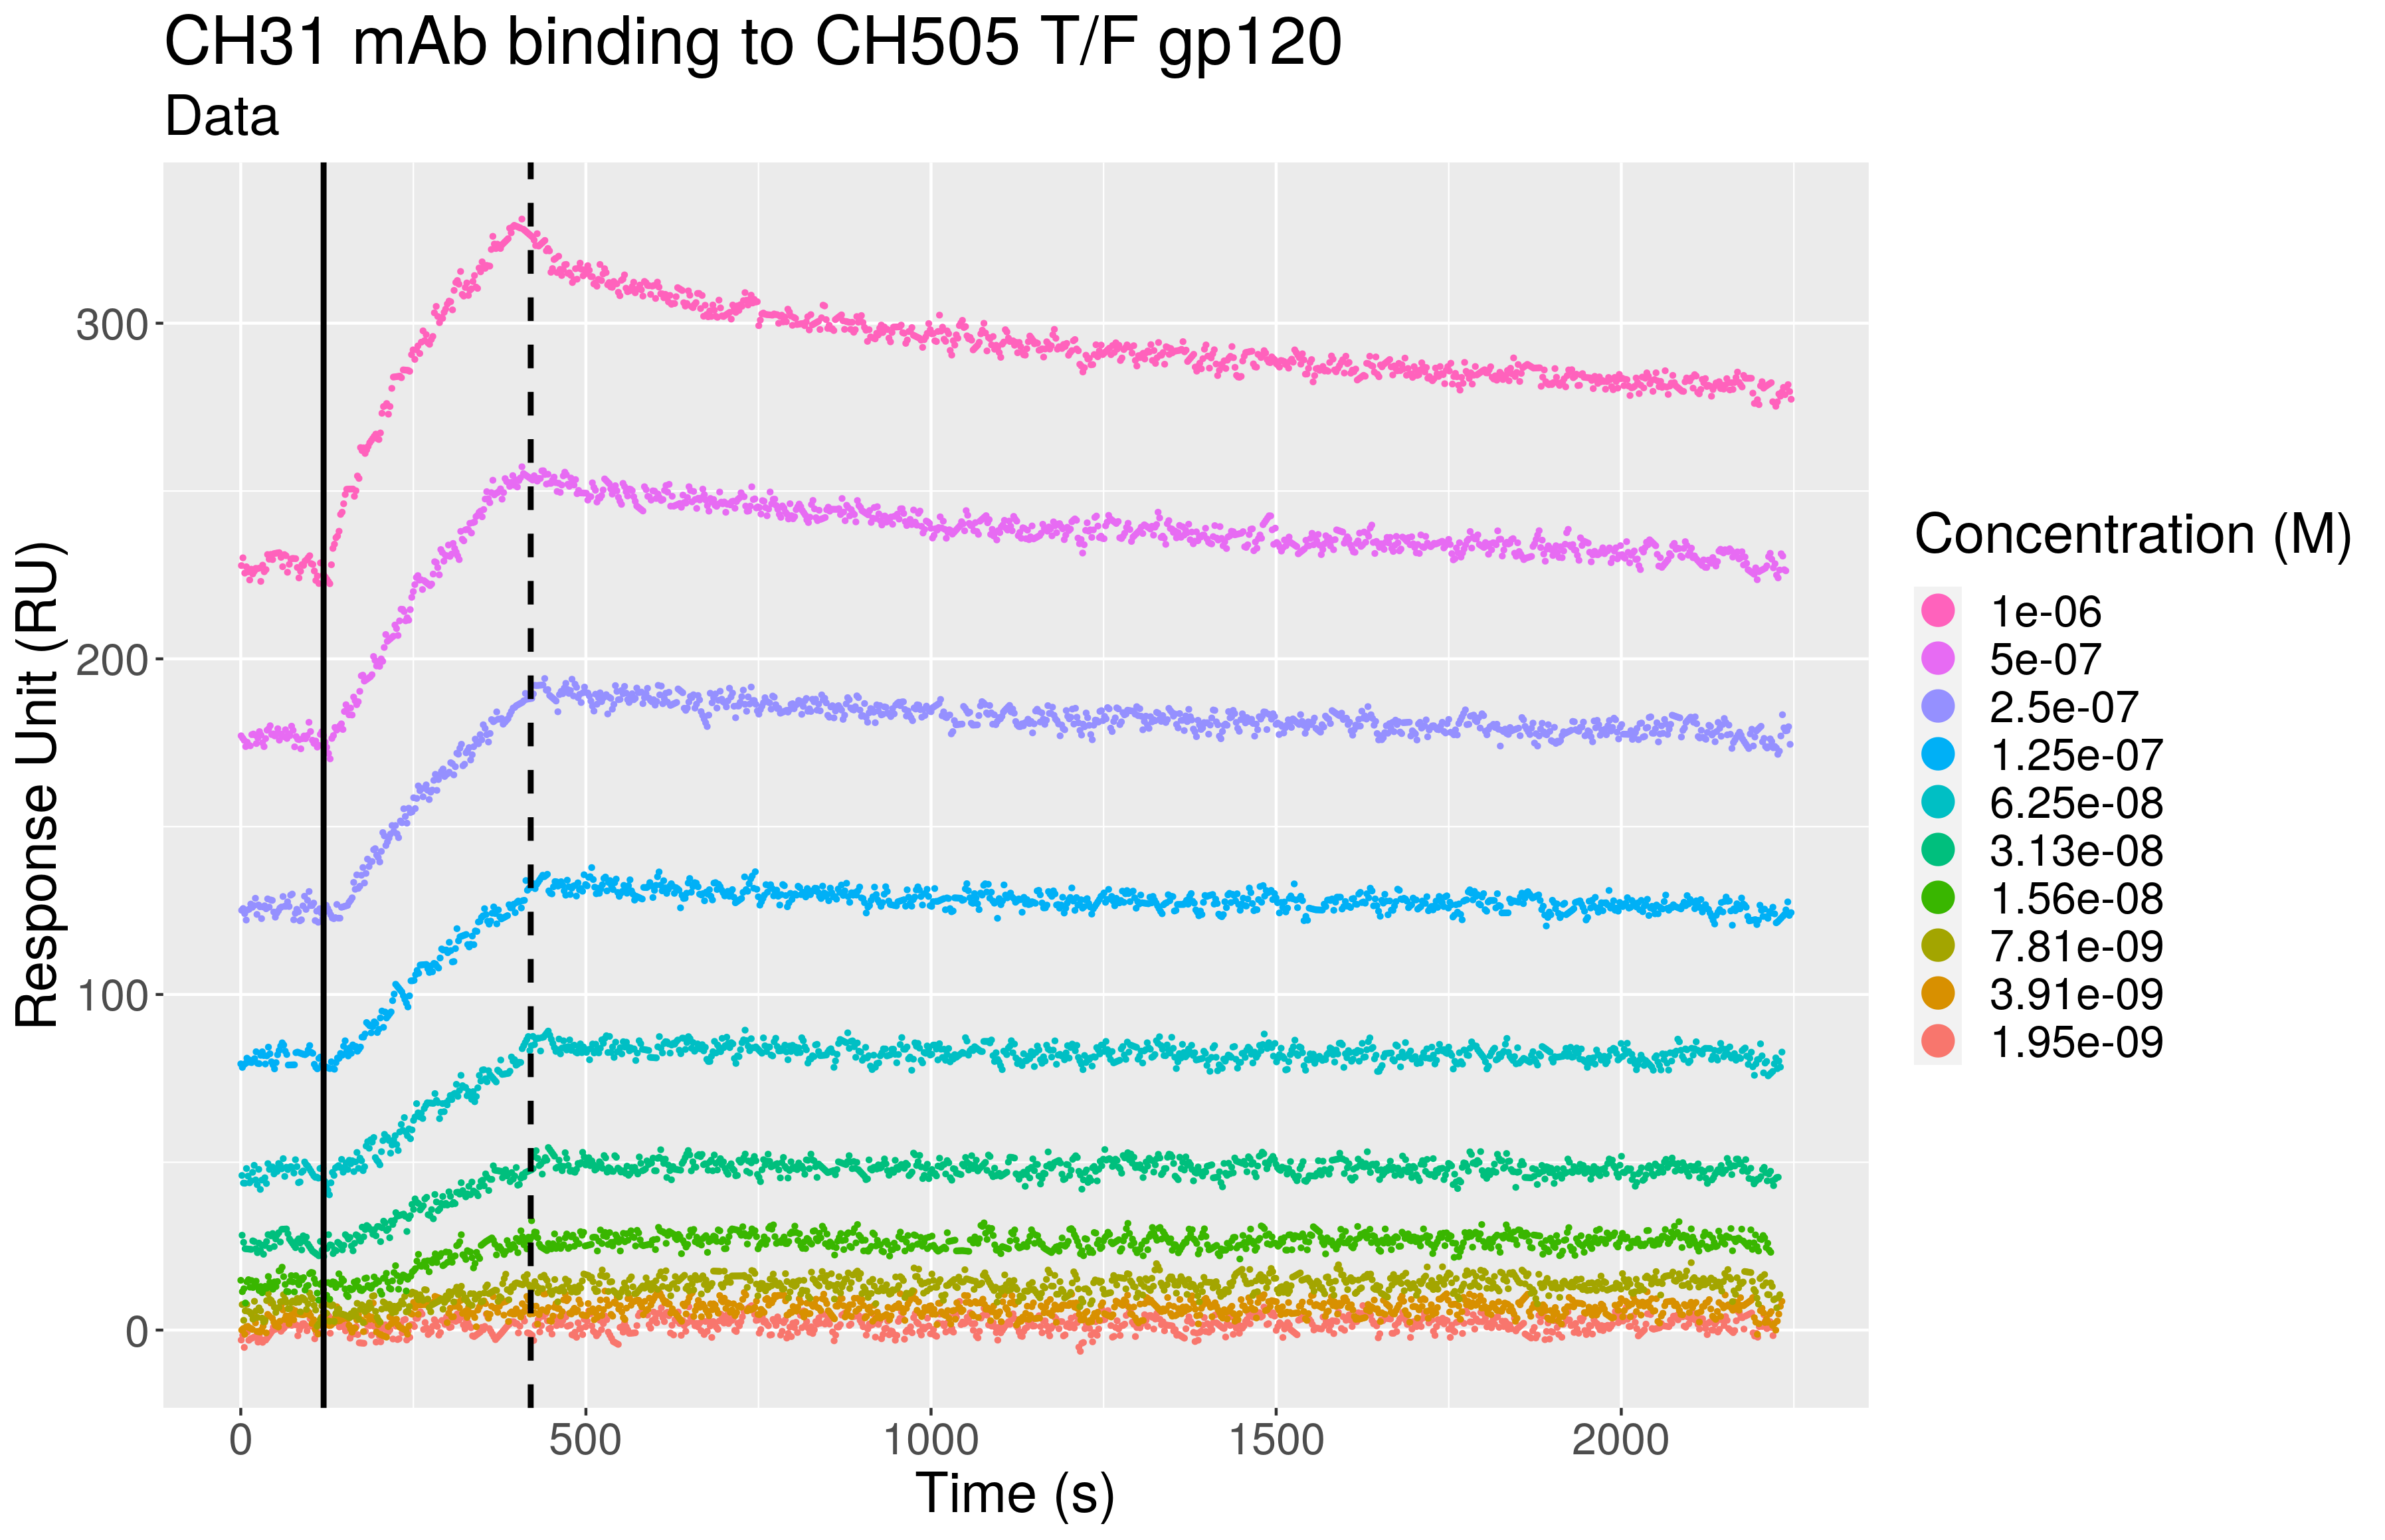 CH31 mAb binding to CH505 T/F gp120
Data
Response Unit (RU)
300
200
100
0
0 500 1000 1500 2000
Time (s)
Concentration (M)
1e-06
5e-07
2.5e-07
1.25e-07
6.25e-08
3.13e-08
1.56e-08
7.81e-09
3.91e-09
1.95e-09